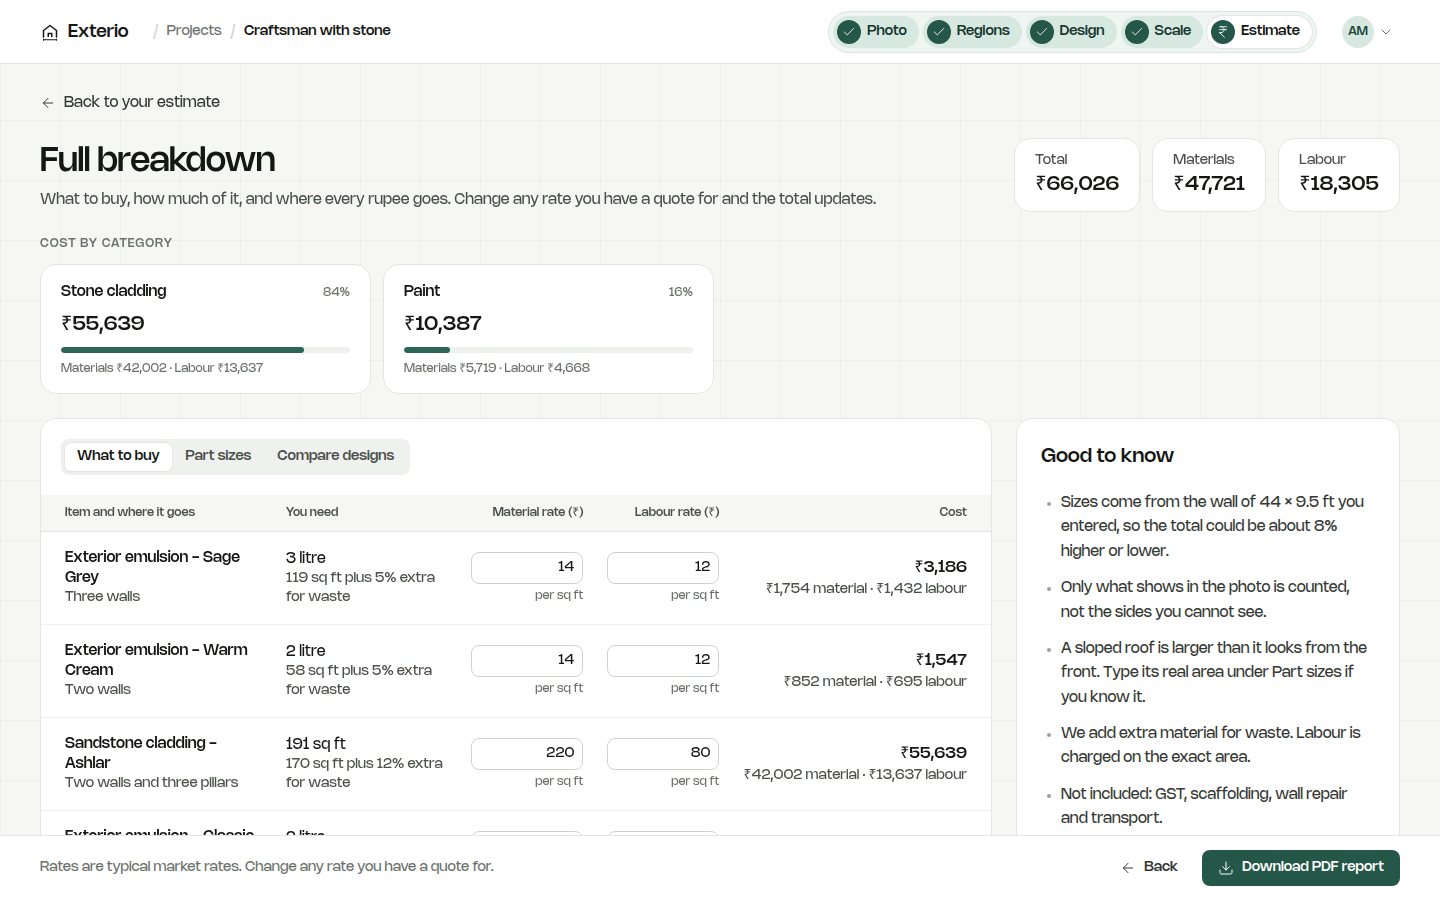 Exterio / Projects / Craftsman with stone
Photo Regions Design Scale ₹ Estimate AM
Back to your estimate
Full breakdown
What to buy, how much of it, and where every rupee goes. Change any rate you have a quote for and the total updates.
Total
₹66,026
Materials
₹47,721
Labour
₹18,305
COST BY CATEGORY
Stone cladding 84%
₹55,639
Materials ₹42,002 · Labour ₹13,637
Paint 16%
₹10,387
Materials ₹5,719 · Labour ₹4,668
What to buy Part sizes Compare designs
Item and where it goes You need Material rate (₹) Labour rate (₹) Cost
Exterior emulsion – Sage
Grey
Three walls
3 litre
119 sq ft plus 5% extra
for waste
14
per sq ft
12
per sq ft
₹3,186
₹1,754 material · ₹1,432 labour
Exterior emulsion – Warm
Cream
Two walls
2 litre
58 sq ft plus 5% extra
for waste
14
per sq ft
12
per sq ft
₹1,547
₹852 material · ₹695 labour
Sandstone cladding –
Ashlar
Two walls and three pillars
191 sq ft
170 sq ft plus 12% extra
for waste
220
per sq ft
80
per sq ft
₹55,639
₹42,002 material · ₹13,637 labour
Exterior emulsion – Classic
Good to know
Sizes come from the wall of 44 × 9.5 ft you
entered, so the total could be about 8%
higher or lower.
Only what shows in the photo is counted,
not the sides you cannot see.
A sloped roof is larger than it looks from the
front. Type its real area under Part sizes if
you know it.
We add extra material for waste. Labour is
charged on the exact area.
Not included: GST, scaffolding, wall repair
and transport.
Rates are typical market rates. Change any rate you have a quote for.
Back
Download PDF report